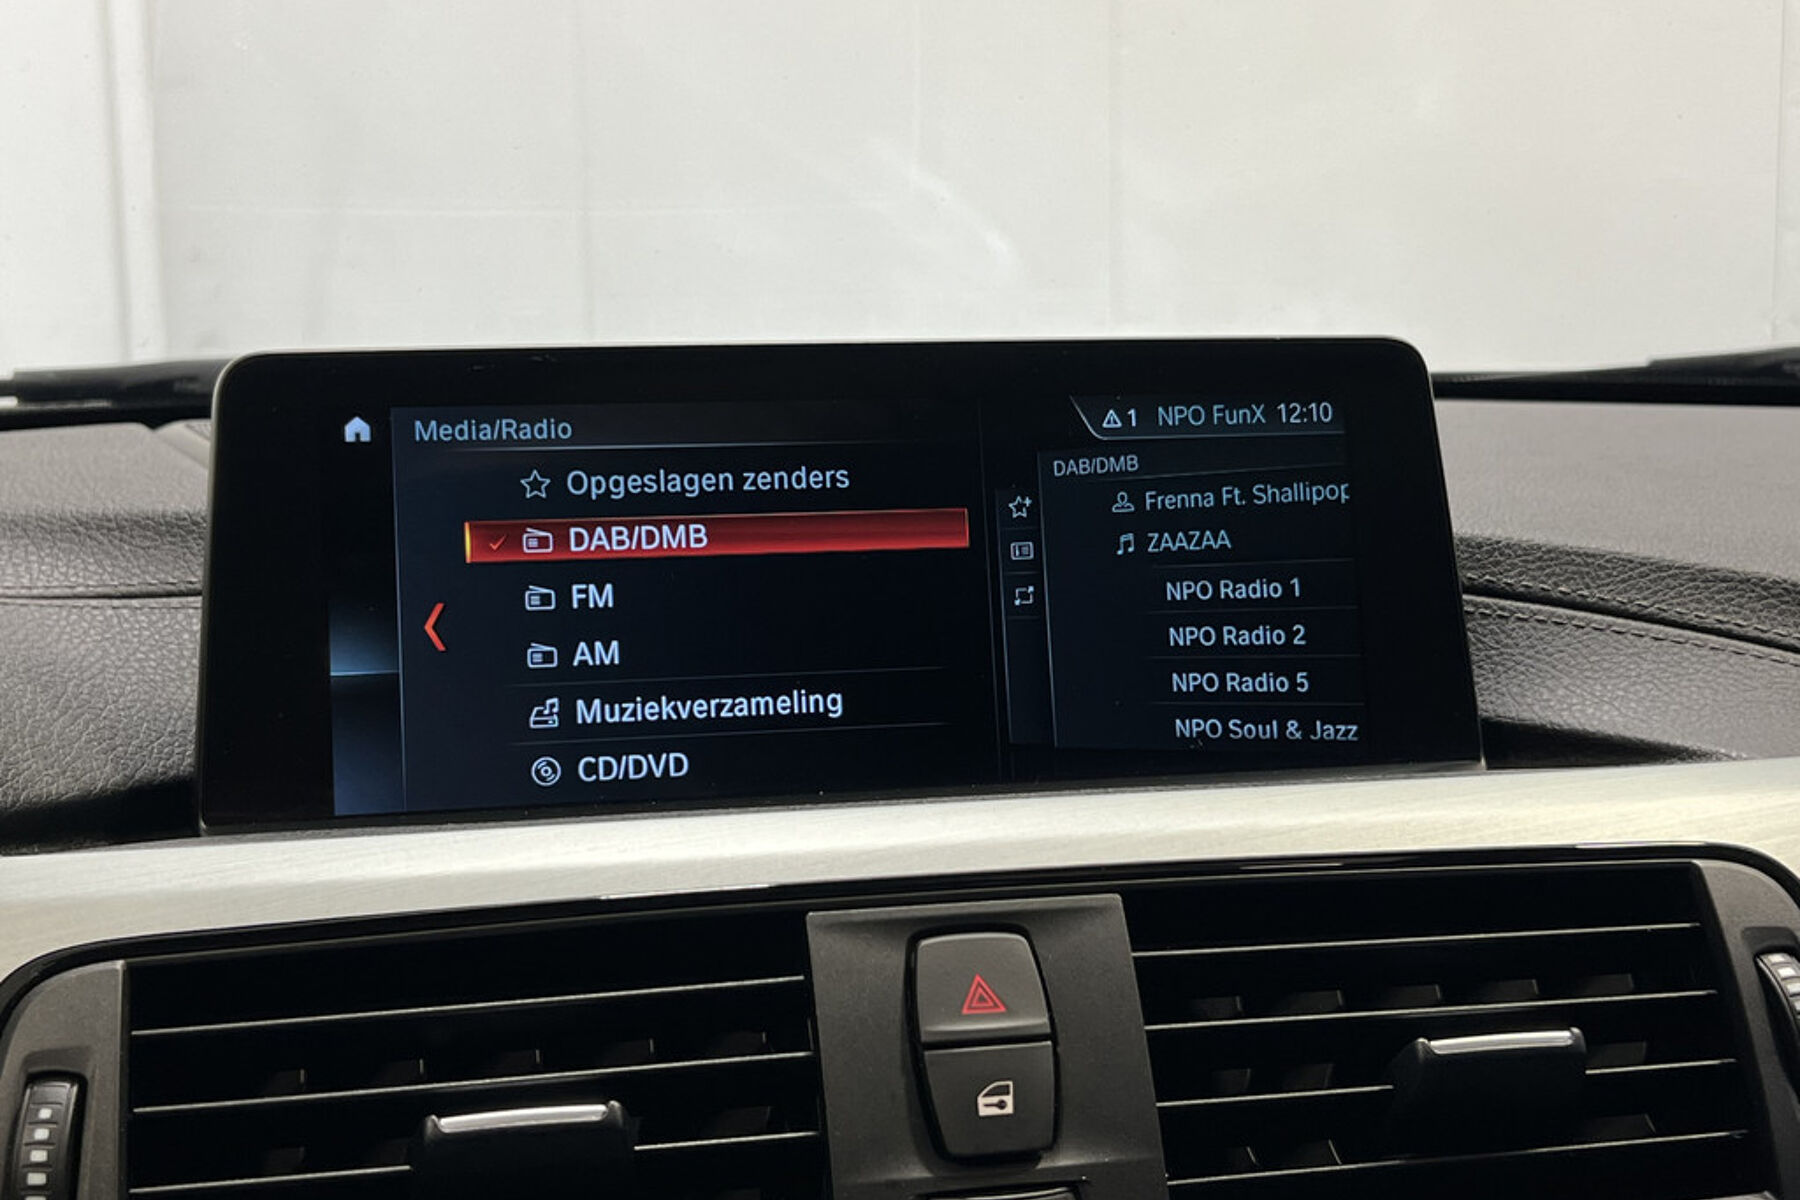 Media/Radio
Opgeslagen zenders
DAB/DMB
FM
AM
Muziekverzameling
CD/DVD
1 NPO FunX 12:10
DAB/DMB
Frenna Ft. Shallipop
ZAAZAA
NPO Radio 1
NPO Radio 2
NPO Radio 5
NPO Soul & Jazz